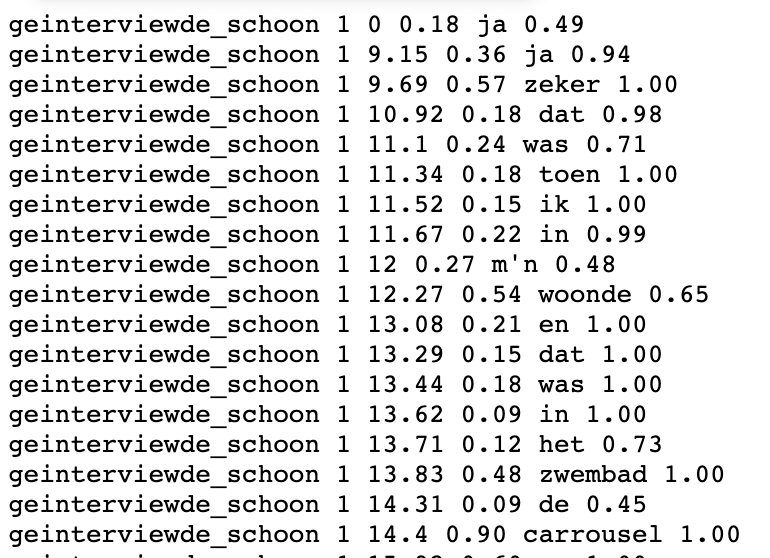 geinterviewde_schoon 1 0 0.18 ja 0.49
geinterviewde_schoon 1 9.15 0.36 ja 0.94
geinterviewde_schoon 1 9.69 0.57 zeker 1.00
geinterviewde_schoon 1 10.92 0.18 dat 0.98
geinterviewde_schoon 1 11.1 0.24 was 0.71
geinterviewde_schoon 1 11.34 0.18 toen 1.00
geinterviewde_schoon 1 11.52 0.15 ik 1.00
geinterviewde_schoon 1 11.67 0.22 in 0.99
geinterviewde_schoon 1 12 0.27 m'n 0.48
geinterviewde_schoon 1 12.27 0.54 woonde 0.65
geinterviewde_schoon 1 13.08 0.21 en 1.00
geinterviewde_schoon 1 13.29 0.15 dat 1.00
geinterviewde_schoon 1 13.44 0.18 was 1.00
geinterviewde_schoon 1 13.62 0.09 in 1.00
geinterviewde_schoon 1 13.71 0.12 het 0.73
geinterviewde_schoon 1 13.83 0.48 zwembad 1.00
geinterviewde_schoon 1 14.31 0.09 de 0.45
geinterviewde_schoon 1 14.4 0.90 carrousel 1.00